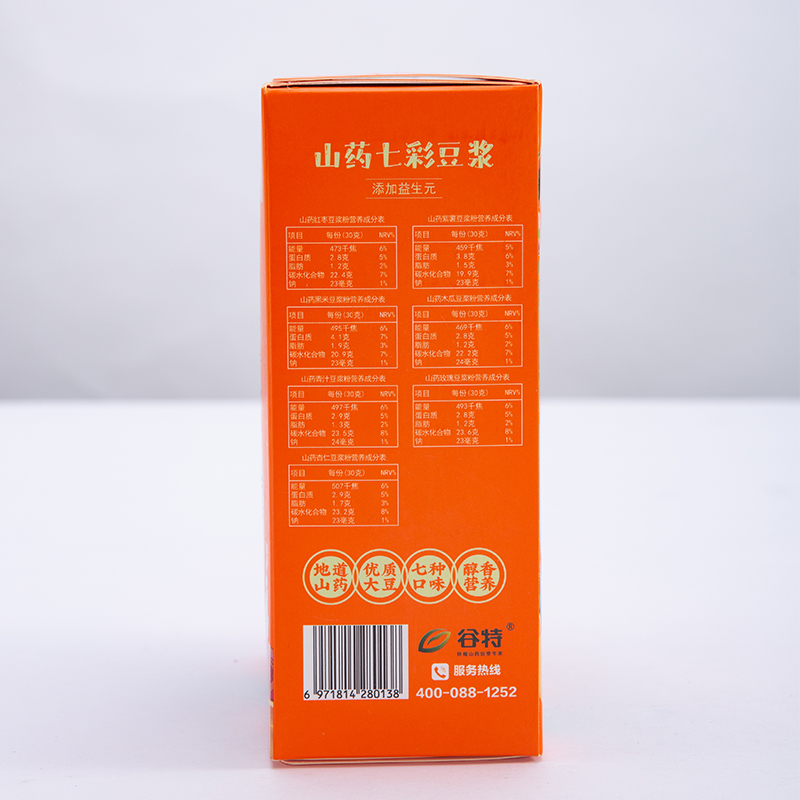 山药七彩豆浆
添加益生元
山药红枣豆浆粉营养成分表
项目 每份(30克) NRV%
能量 473千焦 6%
蛋白质 2.8克 5%
脂肪 1.2克 2%
碳水化合物 22.4克 7%
钠 23毫克 1%
山药紫薯豆浆粉营养成分表
项目 每份(30克) NRV%
能量 459千焦 5%
蛋白质 3.8克 6%
脂肪 1.5克 3%
碳水化合物 19.9克 7%
钠 23毫克 1%
山药黑米豆浆粉营养成分表
项目 每份(30克) NRV%
能量 495千焦 6%
蛋白质 4.1克 7%
脂肪 1.9克 3%
碳水化合物 20.9克 7%
钠 23毫克 1%
山药木瓜豆浆粉营养成分表
项目 每份(30克) NRV%
能量 469千焦 6%
蛋白质 2.8克 5%
脂肪 1.2克 2%
碳水化合物 22.2克 7%
钠 24毫克 1%
山药青汁豆浆粉营养成分表
项目 每份(30克) NRV%
能量 497千焦 6%
蛋白质 2.9克 5%
脂肪 1.3克 2%
碳水化合物 23.5克 8%
钠 24毫克 1%
山药玫瑰豆浆粉营养成分表
项目 每份(30克) NRV%
能量 493千焦 6%
蛋白质 2.8克 5%
脂肪 1.2克 2%
碳水化合物 23.6克 8%
钠 23毫克 1%
山药杏仁豆浆粉营养成分表
项目 每份(30克) NRV%
能量 507千焦 6%
蛋白质 2.9克 5%
脂肪 1.7克 3%
碳水化合物 23.2克 8%
钠 23毫克 1%
地道 优质 七种 醇香
山药 大豆 口味 营养
谷特®
服务热线
400-088-1252
6 971814 280138